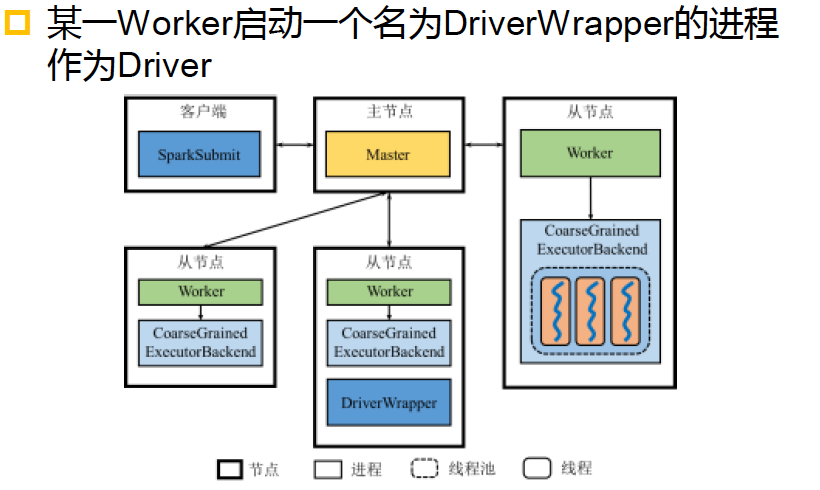 某一Worker启动一个名为DriverWrapper的进程
作为Driver
客户端
SparkSubmit
主节点
Master
从节点
Worker
CoarseGrained
ExecutorBackend
从节点
Worker
CoarseGrained
ExecutorBackend
从节点
Worker
CoarseGrained
ExecutorBackend
DriverWrapper
节点
进程
线程池
线程